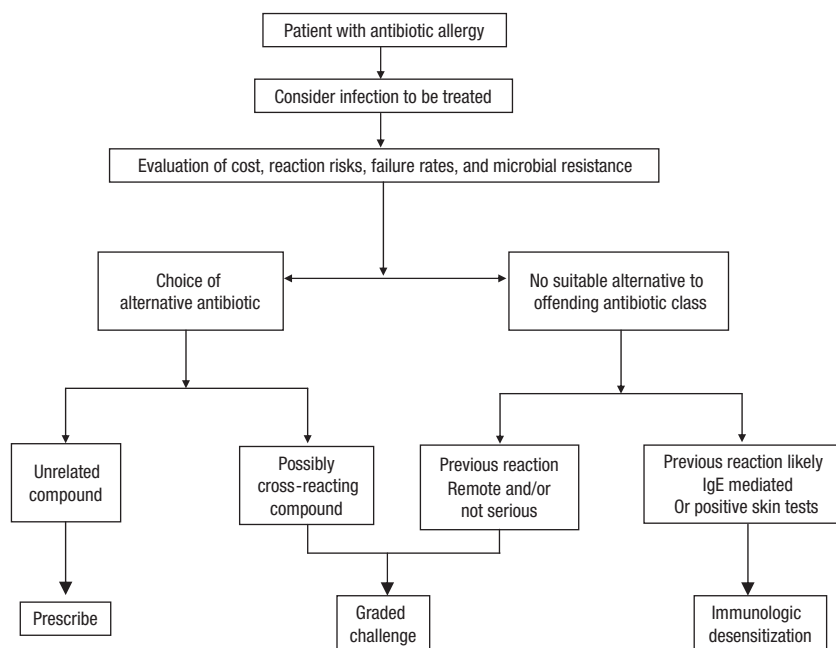 Patient with antibiotic allergy
Consider infection to be treated
Evaluation of cost, reaction risks, failure rates, and microbial resistance
Choice of
alternative antibiotic
No suitable alternative to
offending antibiotic class
Unrelated
compound
Possibly
cross-reacting
compound
Previous reaction
Remote and/or
not serious
Previous reaction likely
IgE mediated
Or positive skin tests
Prescribe
Graded
challenge
Immunologic
desensitization